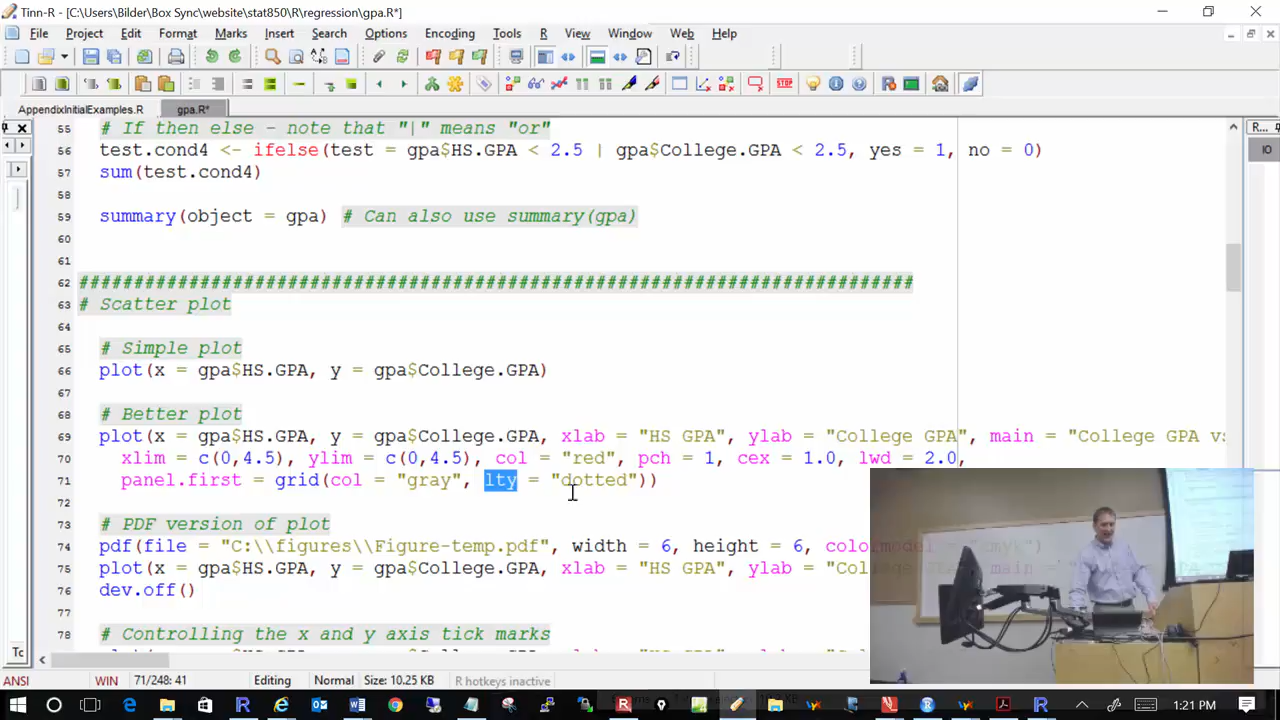 Tinn-R - [C:\Users\Bilder\Box Sync\website\stat850\R\regression\gpa.R*]
File Project Edit Format Marks Insert Search Options Encoding Tools R View Window Web Help
AppendixInitialExamples.R gpa.R*
R...
IO
55 # If then else - note that "|" means "or"
56 test.cond4 <- ifelse(test = gpa$HS.GPA < 2.5 | gpa$College.GPA < 2.5, yes = 1, no = 0)
57 sum(test.cond4)
58
59 summary(object = gpa) # Can also use summary(gpa)
60
61
62 ##########################################################################
63 # Scatter plot
64
65 # Simple plot
66 plot(x = gpa$HS.GPA, y = gpa$College.GPA)
67
68 # Better plot
69 plot(x = gpa$HS.GPA, y = gpa$College.GPA, xlab = "HS GPA", ylab = "College GPA", main = "College GPA vs
70 xlim = c(0,4.5), ylim = c(0,4.5), col = "red", pch = 1, cex = 1.0, lwd = 2.0,
71 panel.first = grid(col = "gray", lty = "dotted"))
72
73 # PDF version of plot
74 pdf(file = "C:\\figures\\Figure-temp.pdf", width = 6, height = 6, colormodel = "cmyk")
75 plot(x = gpa$HS.GPA, y = gpa$College.GPA, xlab = "HS GPA", ylab = "College GPA", main =
76 dev.off()
77
78 # Controlling the x and y axis tick marks
Tc
ANSI WIN 71/248: 41 Editing Normal Size: 10.25 KB R hotkeys inactive
1:21 PM